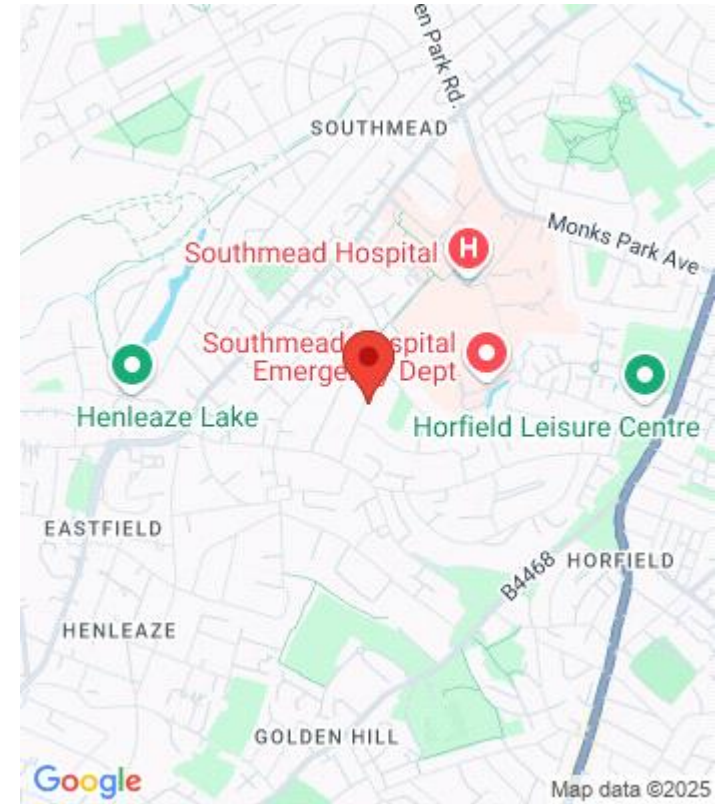 en Park Rd.
SOUTHMEAD
Monks Park Ave
Southmead Hospital
H
Southmead
spital
Emerge
Dept
Henleaze Lake
Horfield Leisure Centre
EASTFIELD
B4468
HORFIELD
HENLEAZE
GOLDEN HILL
Google
Map data ©2025